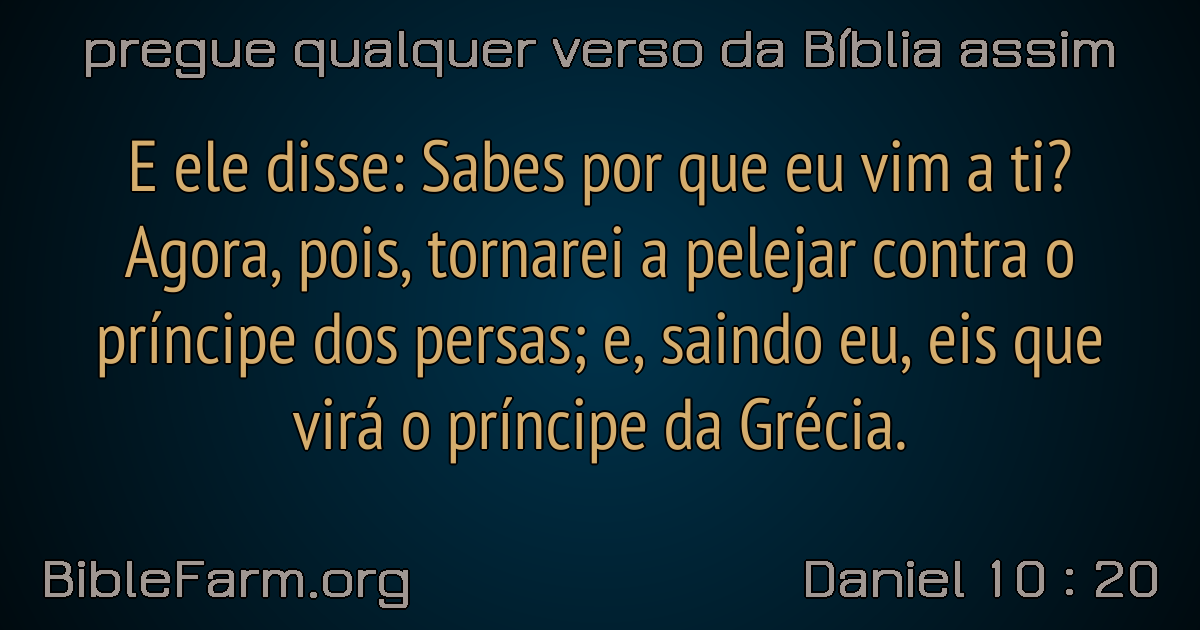 pregue qualquer verso da Bíblia assim
E ele disse: Sabes por que eu vim a ti?
Agora, pois, tornarei a pelejar contra o
príncipe dos persas; e, saindo eu, eis que
virá o príncipe da Grécia.
BibleFarm.org
Daniel 10 : 20